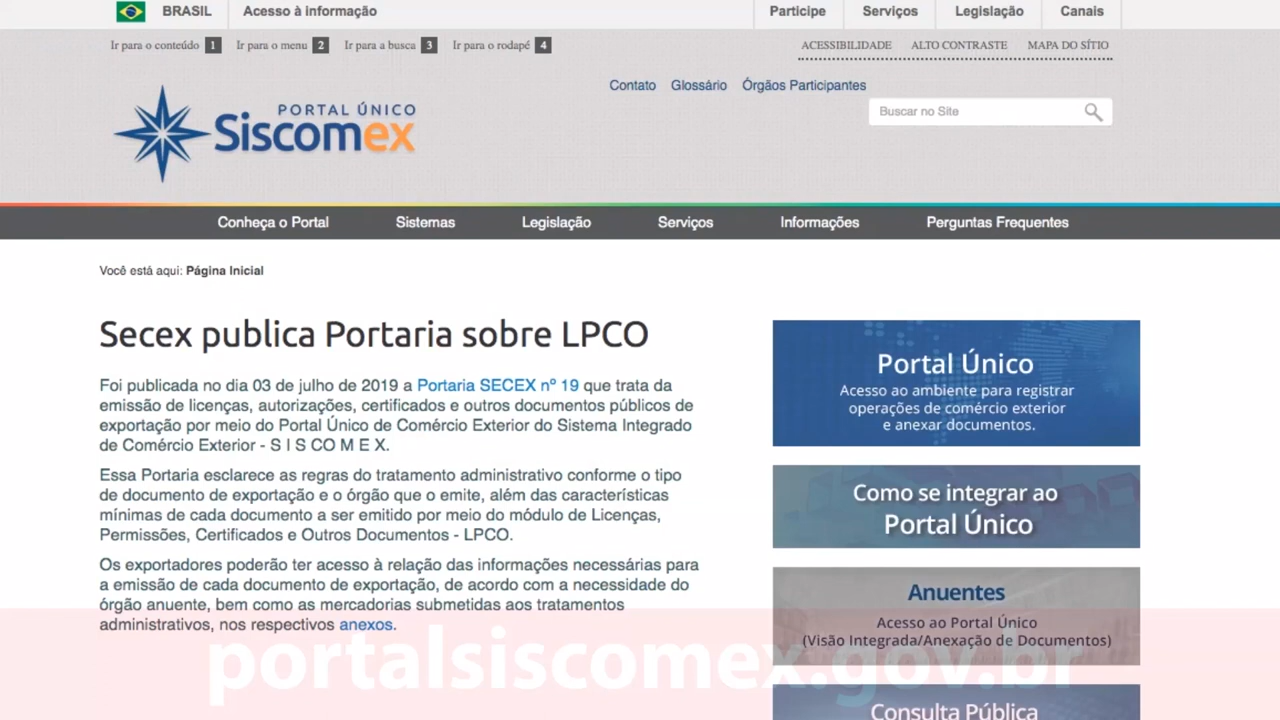 BRASIL
Acesso à informação
Participe
Serviços
Legislação
Canais
Ir para o conteúdo 1
Ir para o menu 2
Ir para a busca 3
Ir para o rodapé 4
ACESSIBILIDADE
ALTO CONTRASTE
MAPA DO SÍTIO
Contato
Glossário
Órgãos Participantes
Buscar no Site
PORTAL ÚNICO
Siscomex
Conheça o Portal
Sistemas
Legislação
Serviços
Informações
Perguntas Frequentes
Você está aqui: Página Inicial
Secex publica Portaria sobre LPCO
Foi publicada no dia 03 de julho de 2019 a Portaria SECEX nº 19 que trata da
emissão de licenças, autorizações, certificados e outros documentos públicos de
exportação por meio do Portal Único de Comércio Exterior do Sistema Integrado
de Comércio Exterior - S I S C O M E X.
Essa Portaria esclarece as regras do tratamento administrativo conforme o tipo
de documento de exportação e o órgão que o emite, além das características
mínimas de cada documento a ser emitido por meio do módulo de Licenças,
Permissões, Certificados e Outros Documentos - LPCO.
Os exportadores poderão ter acesso à relação das informações necessárias para
a emissão de cada documento de exportação, de acordo com a necessidade do
órgão anuente, bem como as mercadorias submetidas aos tratamentos
administrativos, nos respectivos anexos.
Portal Único
Acesso ao ambiente para registrar
operações de comércio exterior
e anexar documentos.
Como se integrar ao
Portal Único
Anuentes
Acesso ao Portal Único
(Visão Integrada/Anexação de Documentos)
Consulta Pública
portalsiscomex.gov.br